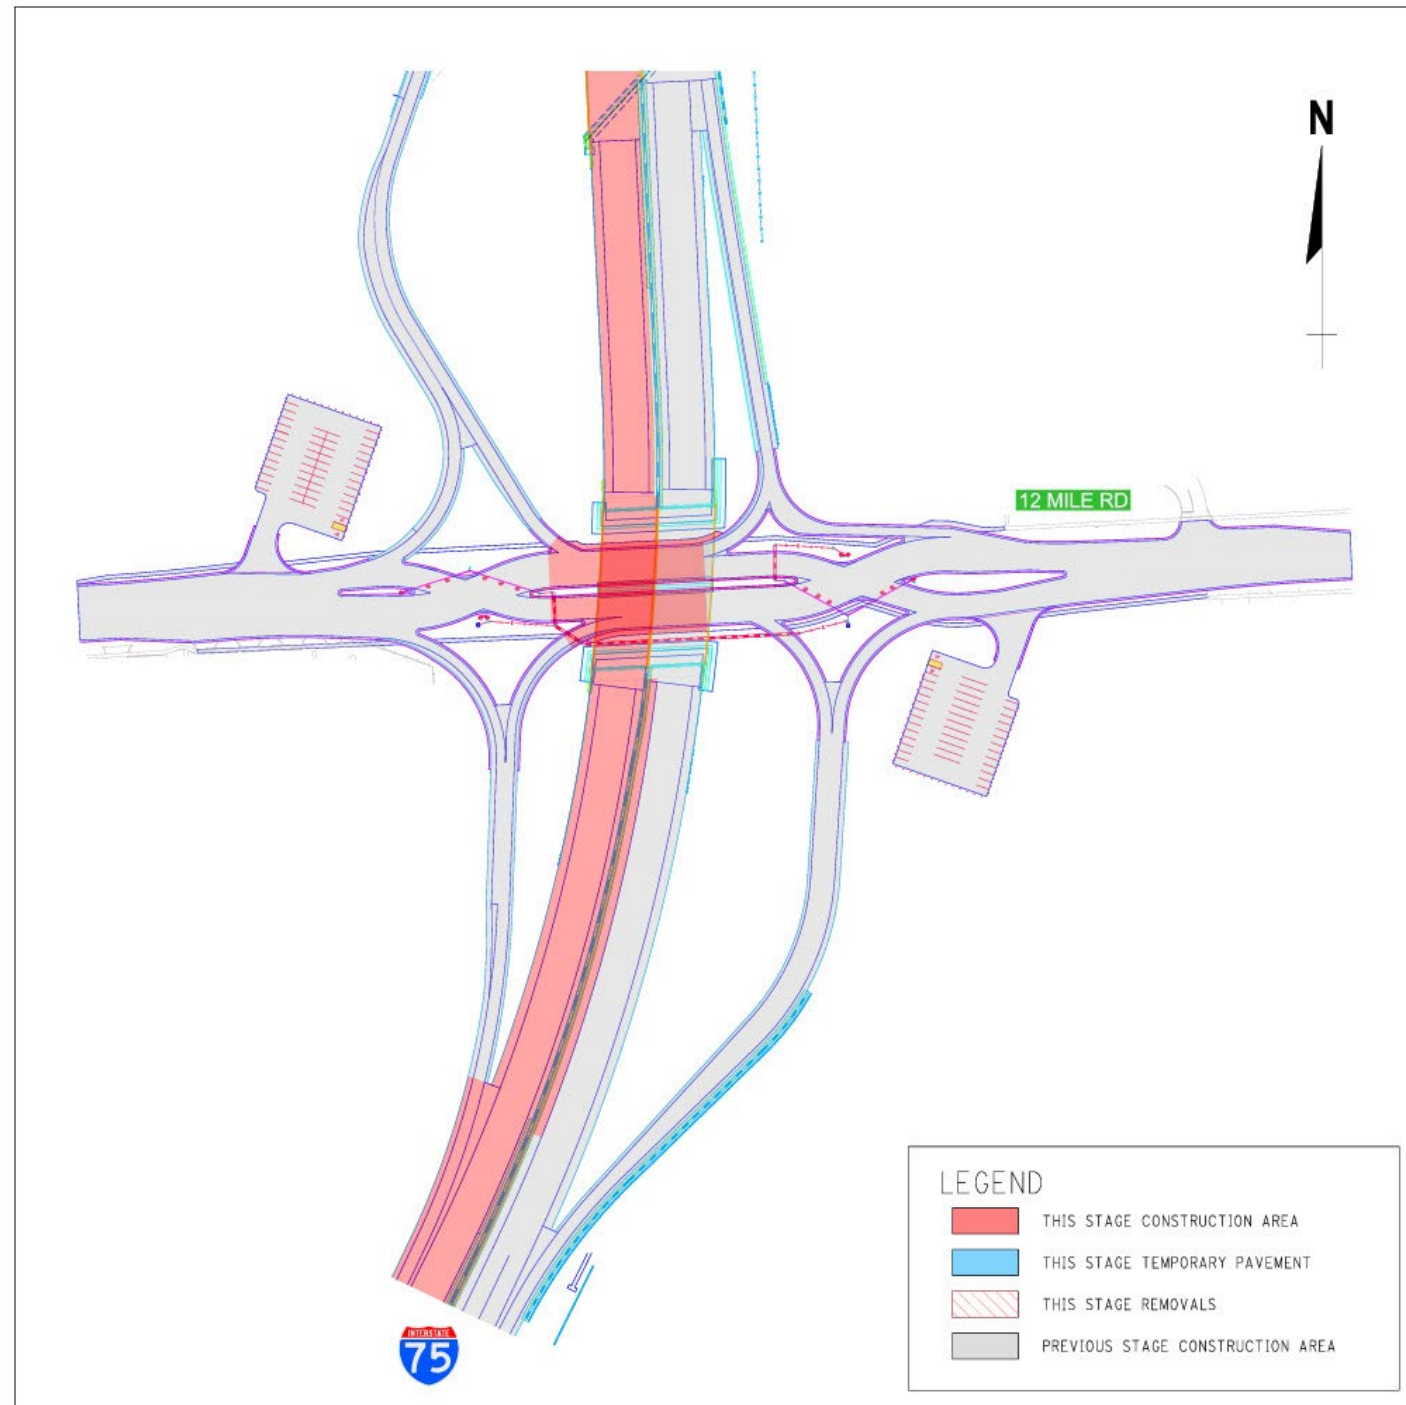 N
12 MILE RD
LEGEND
THIS STAGE CONSTRUCTION AREA
THIS STAGE TEMPORARY PAVEMENT
THIS STAGE REMOVALS
PREVIOUS STAGE CONSTRUCTION AREA
INTERSTATE
75